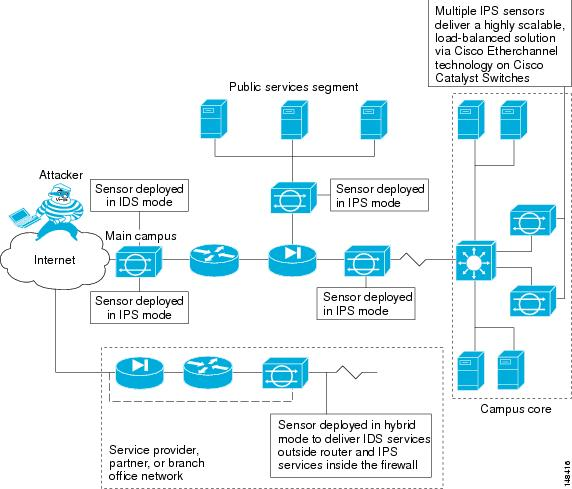 Multiple IPS sensors
deliver a highly scalable,
load-balanced solution
via Cisco Etherchannel
technology on Cisco
Catalyst Switches
Public services segment
Attacker
Sensor deployed
in IDS mode
Sensor deployed
in IPS mode
Main campus
Internet
Sensor deployed
in IPS mode
Sensor deployed
in IPS mode
Campus core
Sensor deployed in hybrid
mode to deliver IDS services
outside router and IPS
services inside the firewall
Service provider,
partner, or branch
office network
148416